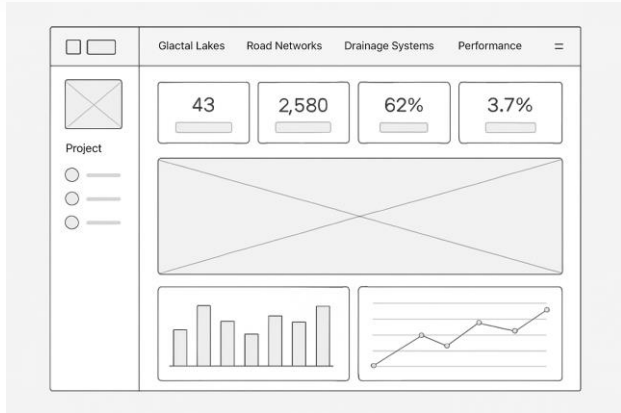 Glactal Lakes Road Networks Drainage Systems Performance
Project
43 2,580 62% 3.7%